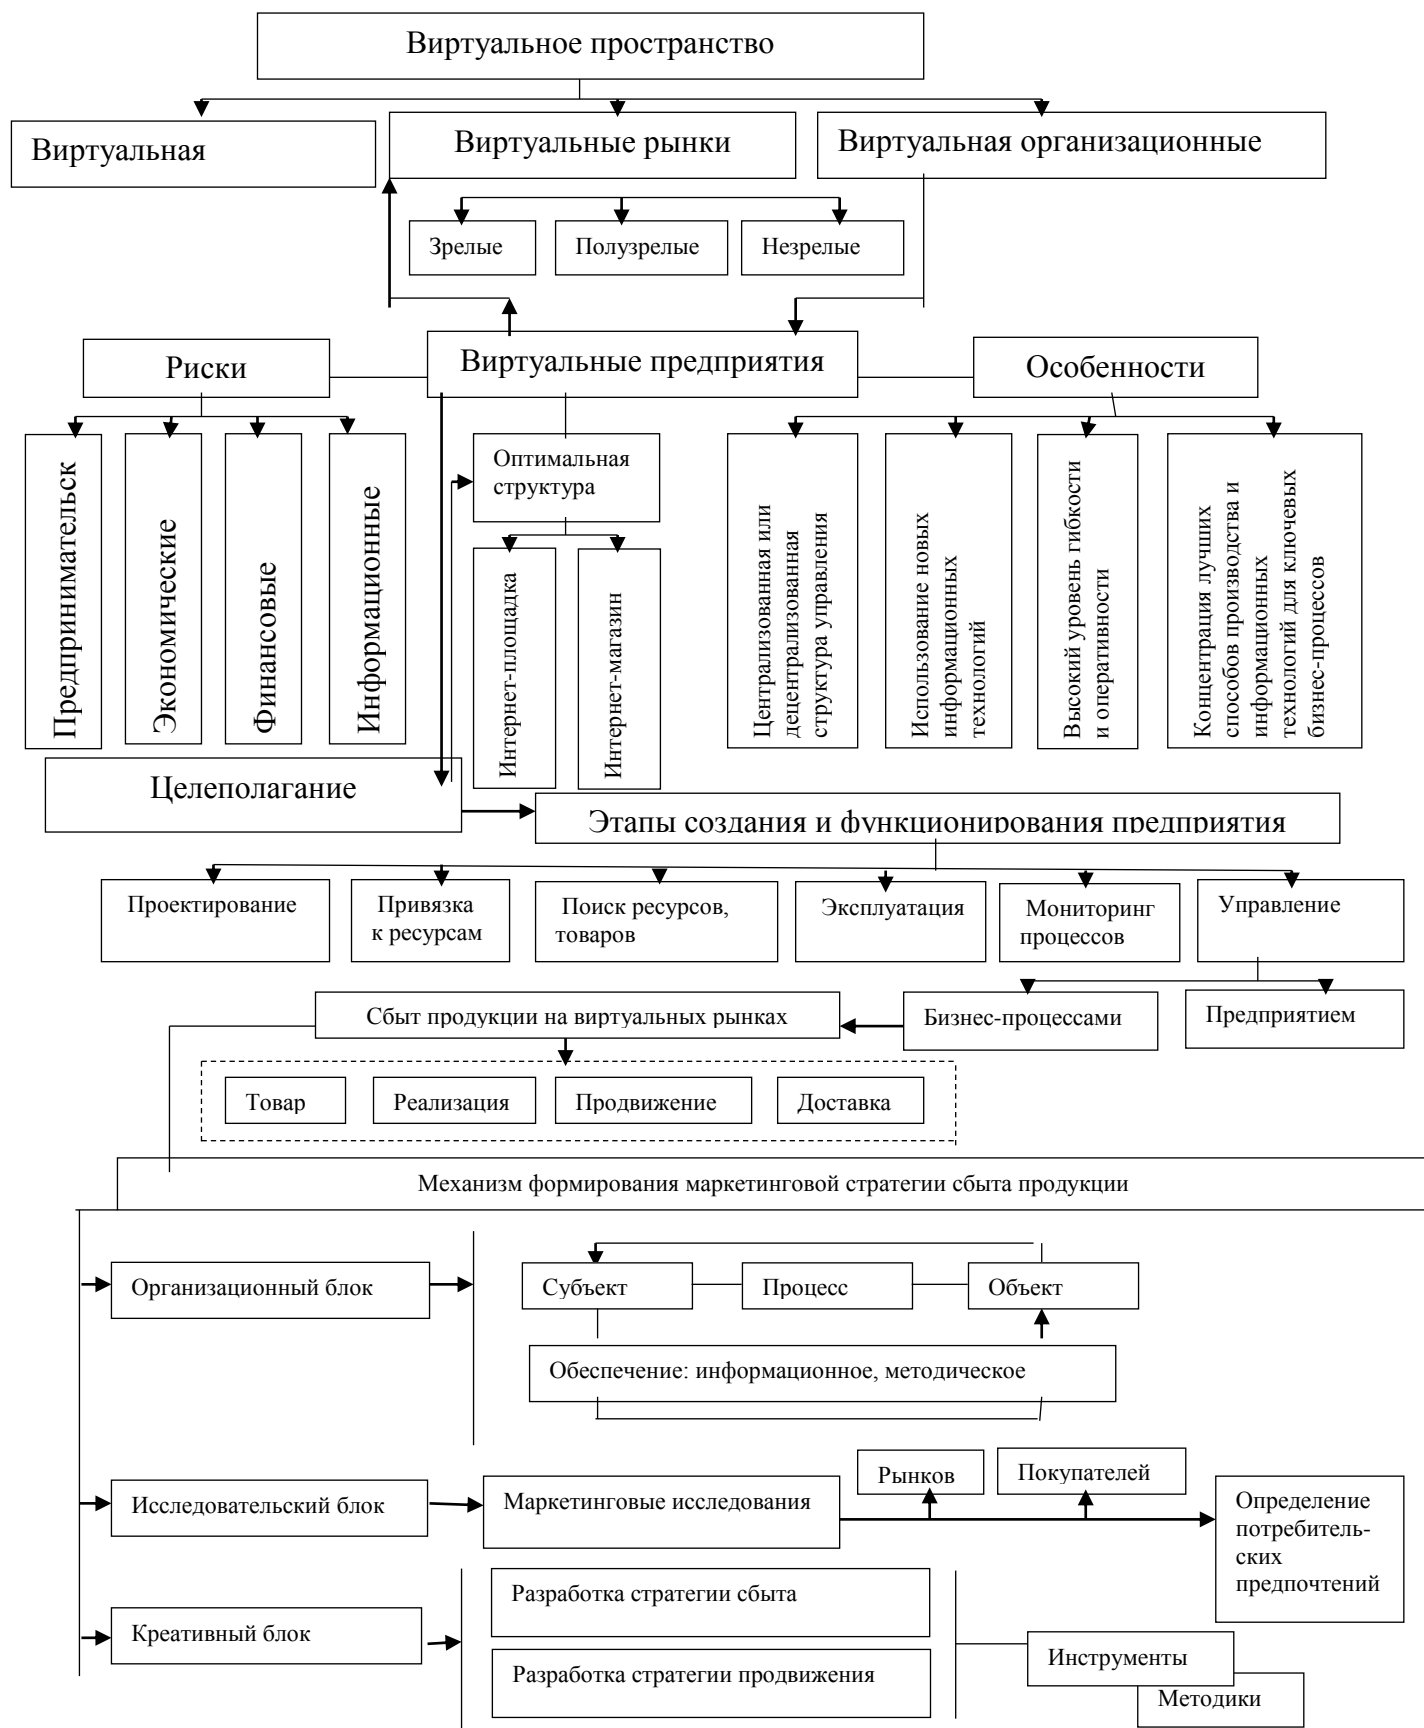 Виртуальное пространство
Виртуальная
Виртуальные рынки
Виртуальная организационные
Зрелые
Полузрелые
Незрелые
Риски
Виртуальные предприятия
Особенности
Предпринимательск
Экономические
Финансовые
Информационные
Оптимальная
структура
Интернет-площадка
Интернет-магазин
Централизованная или
децентрализованная
структура управления
Использование новых
информационных
технологий
Высокий уровень гибкости
и оперативности
Концентрация лучших
способов производства и
информационных
технологий для ключевых
бизнес-процессов
Целеполагание
Этапы создания и функционирования предприятия
Проектирование
Привязка
к ресурсам
Поиск ресурсов,
товаров
Эксплуатация
Мониторинг
процессов
Управление
Сбыт продукции на виртуальных рынках
Бизнес-процессами
Предприятием
Товар
Реализация
Продвижение
Доставка
Механизм формирования маркетинговой стратегии сбыта продукции
Организационный блок
Субъект
Процесс
Объект
Обеспечение: информационное, методическое
Исследовательский блок
Маркетинговые исследования
Рынков
Покупателей
Определение
потребитель-
ских
предпочтений
Креативный блок
Разработка стратегии сбыта
Разработка стратегии продвижения
Инструменты
Методики